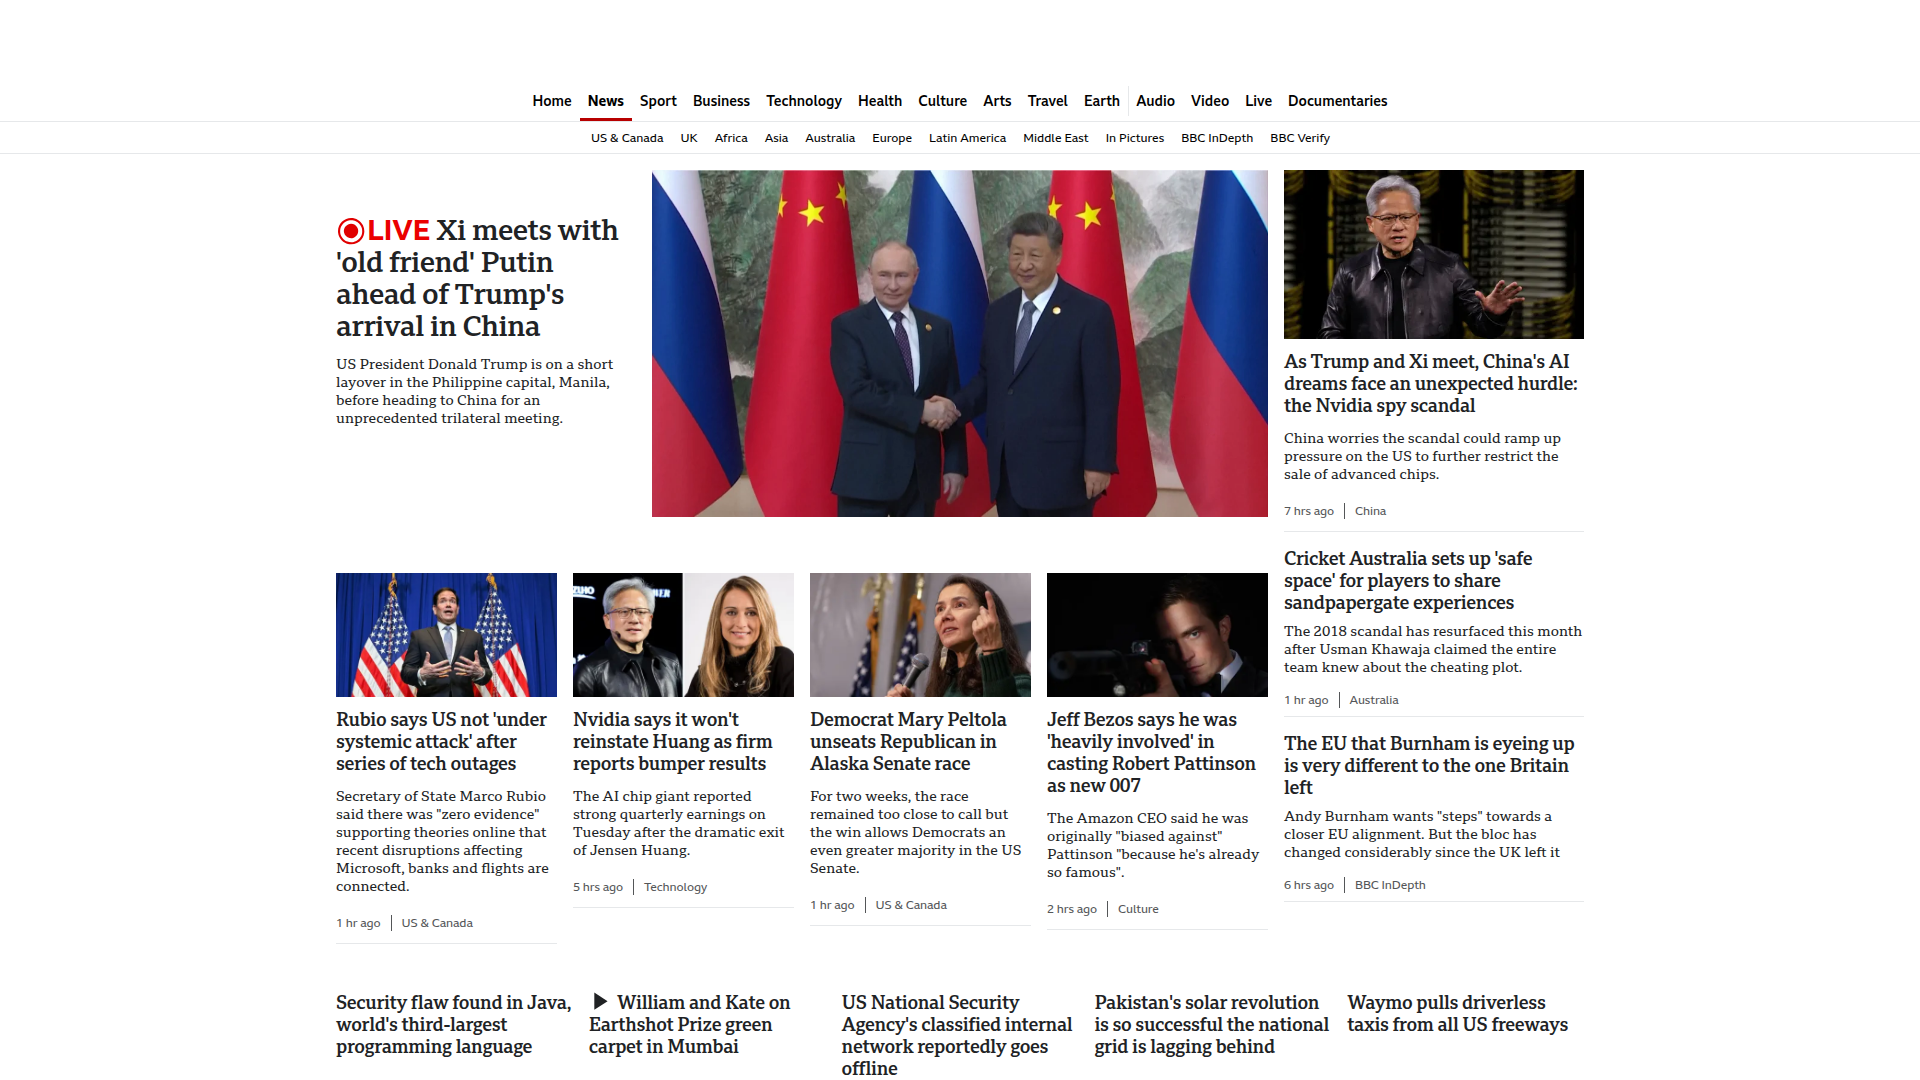 Home News Sport Business Technology Health Culture Arts Travel Earth Audio Video Live Documentaries
US & Canada UK Africa Asia Australia Europe Latin America Middle East In Pictures BBC InDepth BBC Verify
LIVE Xi meets with
'old friend' Putin
ahead of Trump's
arrival in China
US President Donald Trump is on a short
layover in the Philippine capital, Manila,
before heading to China for an
unprecedented trilateral meeting.
As Trump and Xi meet, China's AI
dreams face an unexpected hurdle:
the Nvidia spy scandal
China worries the scandal could ramp up
pressure on the US to further restrict the
sale of advanced chips.
7 hrs ago China
Cricket Australia sets up 'safe
space' for players to share
sandpapergate experiences
The 2018 scandal has resurfaced this month
after Usman Khawaja claimed the entire
team knew about the cheating plot.
1 hr ago Australia
The EU that Burnham is eyeing up
is very different to the one Britain
left
Andy Burnham wants "steps" towards a
closer EU alignment. But the bloc has
changed considerably since the UK left it
6 hrs ago BBC InDepth
Rubio says US not 'under
systemic attack' after
series of tech outages
Secretary of State Marco Rubio
said there was "zero evidence"
supporting theories online that
recent disruptions affecting
Microsoft, banks and flights are
connected.
1 hr ago US & Canada
Nvidia says it won't
reinstate Huang as firm
reports bumper results
The AI chip giant reported
strong quarterly earnings on
Tuesday after the dramatic exit
of Jensen Huang.
5 hrs ago Technology
Democrat Mary Peltola
unseats Republican in
Alaska Senate race
For two weeks, the race
remained too close to call but
the win allows Democrats an
even greater majority in the US
Senate.
1 hr ago US & Canada
Jeff Bezos says he was
'heavily involved' in
casting Robert Pattinson
as new 007
The Amazon CEO said he was
originally "biased against"
Pattinson "because he's already
so famous".
2 hrs ago Culture
Security flaw found in Java,
world's third-largest
programming language
William and Kate on
Earthshot Prize green
carpet in Mumbai
US National Security
Agency's classified internal
network reportedly goes
offline
Pakistan's solar revolution
is so successful the national
grid is lagging behind
Waymo pulls driverless
taxis from all US freeways